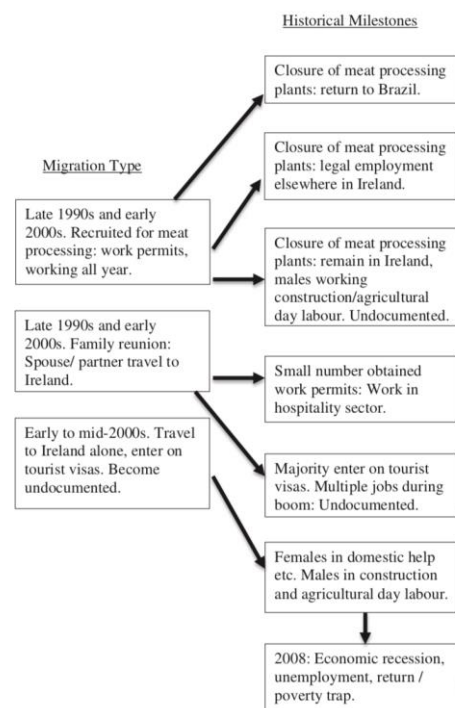 Historical Milestones
Closure of meat processing
plants: return to Brazil.
Closure of meat processing
plants: legal employment
elsewhere in Ireland.
Migration Type
Late 1990s and early
2000s. Recruited for meat
processing: work permits,
working all year.
Closure of meat processing
plants: remain in Ireland,
males working
construction/agricultural
day labour. Undocumented.
Late 1990s and early
2000s. Family reunion:
Spouse/ partner travel to
Ireland.
Small number obtained
work permits: Work in
hospitality sector.
Early to mid-2000s. Travel
to Ireland alone, enter on
tourist visas. Become
undocumented.
Majority enter on tourist
visas. Multiple jobs during
boom: Undocumented.
Females in domestic help
etc. Males in construction
and agricultural day labour.
2008: Economic recession,
unemployment, return /
poverty trap.